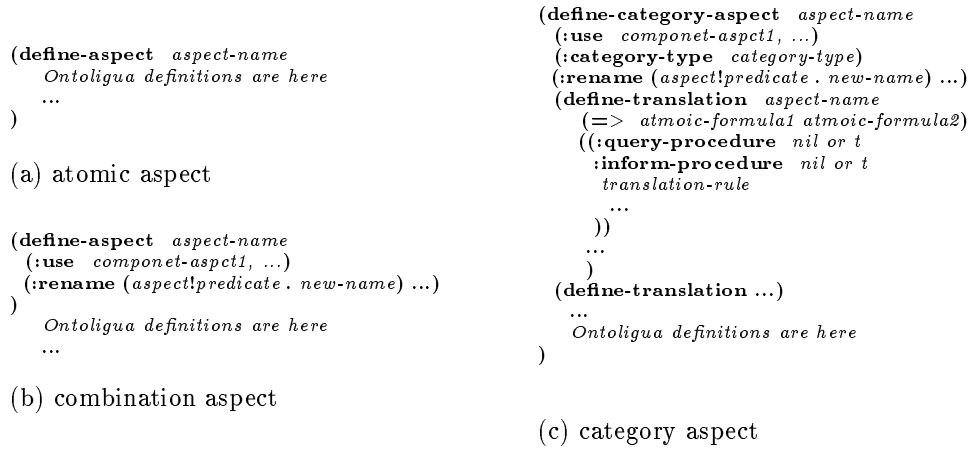 (define-aspect aspect-name
Ontoligua definitions are here
...
)
(a) atomic aspect
(define-aspect aspect-name
(:use componet-aspct1, ...)
(:rename (aspect!predicate . new-name) ...)
)
Ontoligua definitions are here
...
(b) combination aspect
(define-category-aspect aspect-name
(:use componet-aspct1, ...)
(:category-type category-type)
(:rename (aspect!predicate . new-name) ...)
(define-translation aspect-name
(=> atmoic-formula1 atmoic-formula2)
((:query-procedure nil or t
:inform-procedure nil or t
translation-rule
...
))
...
)
(define-translation ...)
...
Ontoligua definitions are here
)
(c) category aspect